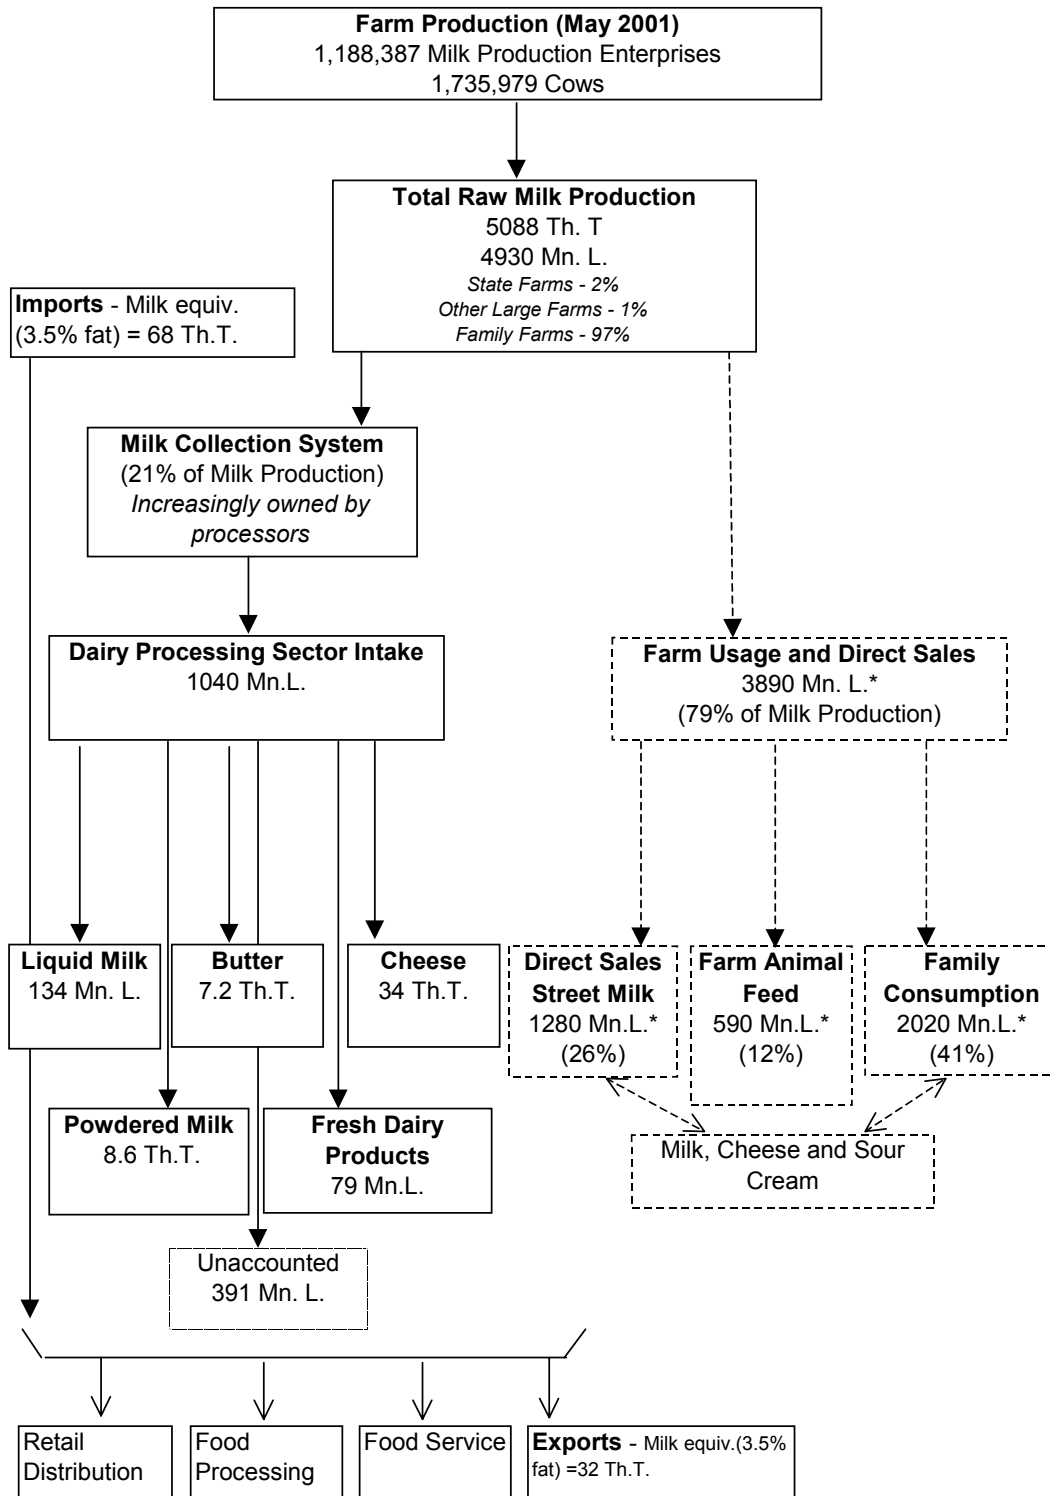 Farm Production (May 2001)
1,188,387 Milk Production Enterprises
1,735,979 Cows
Total Raw Milk Production
5088 Th. T
4930 Mn. L.
State Farms - 2%
Other Large Farms - 1%
Family Farms - 97%
Imports - Milk equiv.
(3.5% fat) = 68 Th.T.
Milk Collection System
(21% of Milk Production)
Increasingly owned by
processors
Dairy Processing Sector Intake
1040 Mn.L.
Farm Usage and Direct Sales
3890 Mn. L.*
(79% of Milk Production)
Liquid Milk
134 Mn. L.
Butter
7.2 Th.T.
Cheese
34 Th.T.
Direct Sales
Street Milk
1280 Mn.L.*
(26%)
Farm Animal
Feed
590 Mn.L.*
(12%)
Family
Consumption
2020 Mn.L.*
(41%)
Powdered Milk
8.6 Th.T.
Fresh Dairy
Products
79 Mn.L.
Milk, Cheese and Sour
Cream
Unaccounted
391 Mn. L.
Retail
Distribution
Food
Processing
Food Service
Exports - Milk equiv.(3.5%
fat) =32 Th.T.